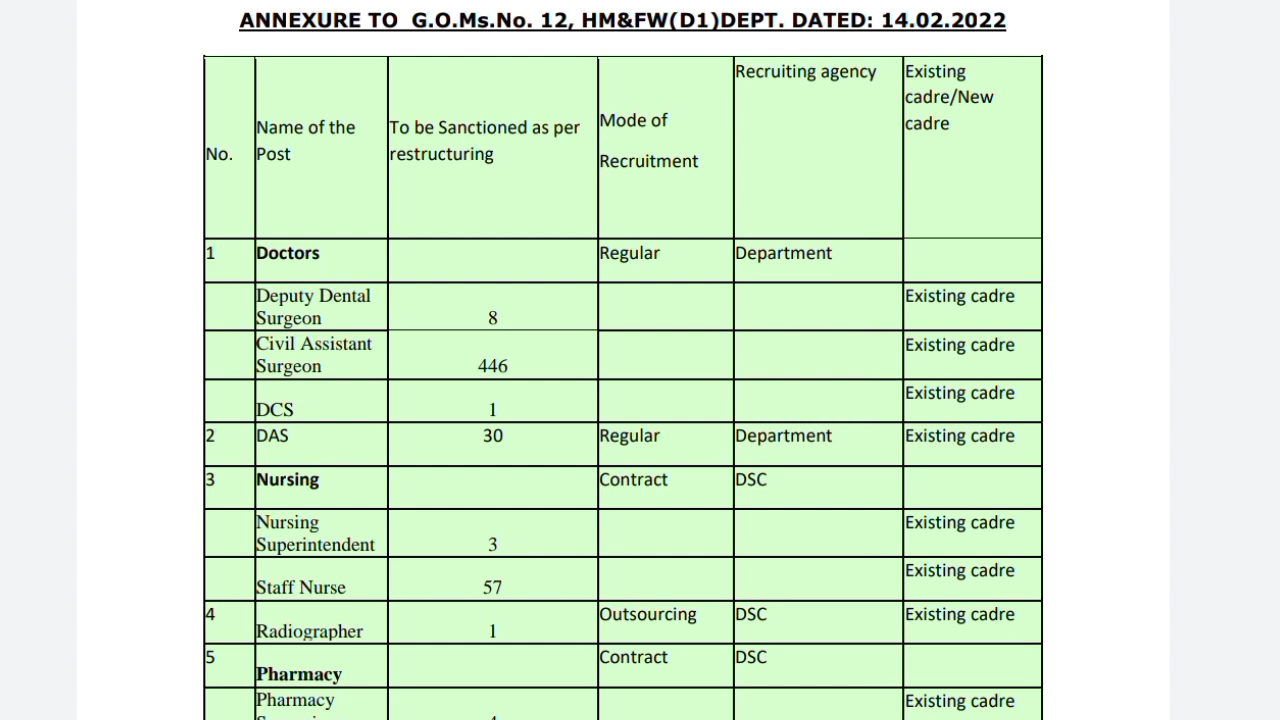 ANNEXURE TO G.O.Ms.No. 12, HM&FW(D1)DEPT. DATED: 14.02.2022
No. Name of the Post To be Sanctioned as per restructuring Mode of Recruitment Recruiting agency Existing cadre/New cadre
1 Doctors Regular Department
Deputy Dental Surgeon 8 Existing cadre
Civil Assistant Surgeon 446 Existing cadre
DCS 1 Existing cadre
2 DAS 30 Regular Department Existing cadre
3 Nursing Contract DSC
Nursing Superintendent 3 Existing cadre
Staff Nurse 57 Existing cadre
4 Radiographer 1 Outsourcing DSC Existing cadre
5 Pharmacy Contract DSC
Pharmacy Existing cadre